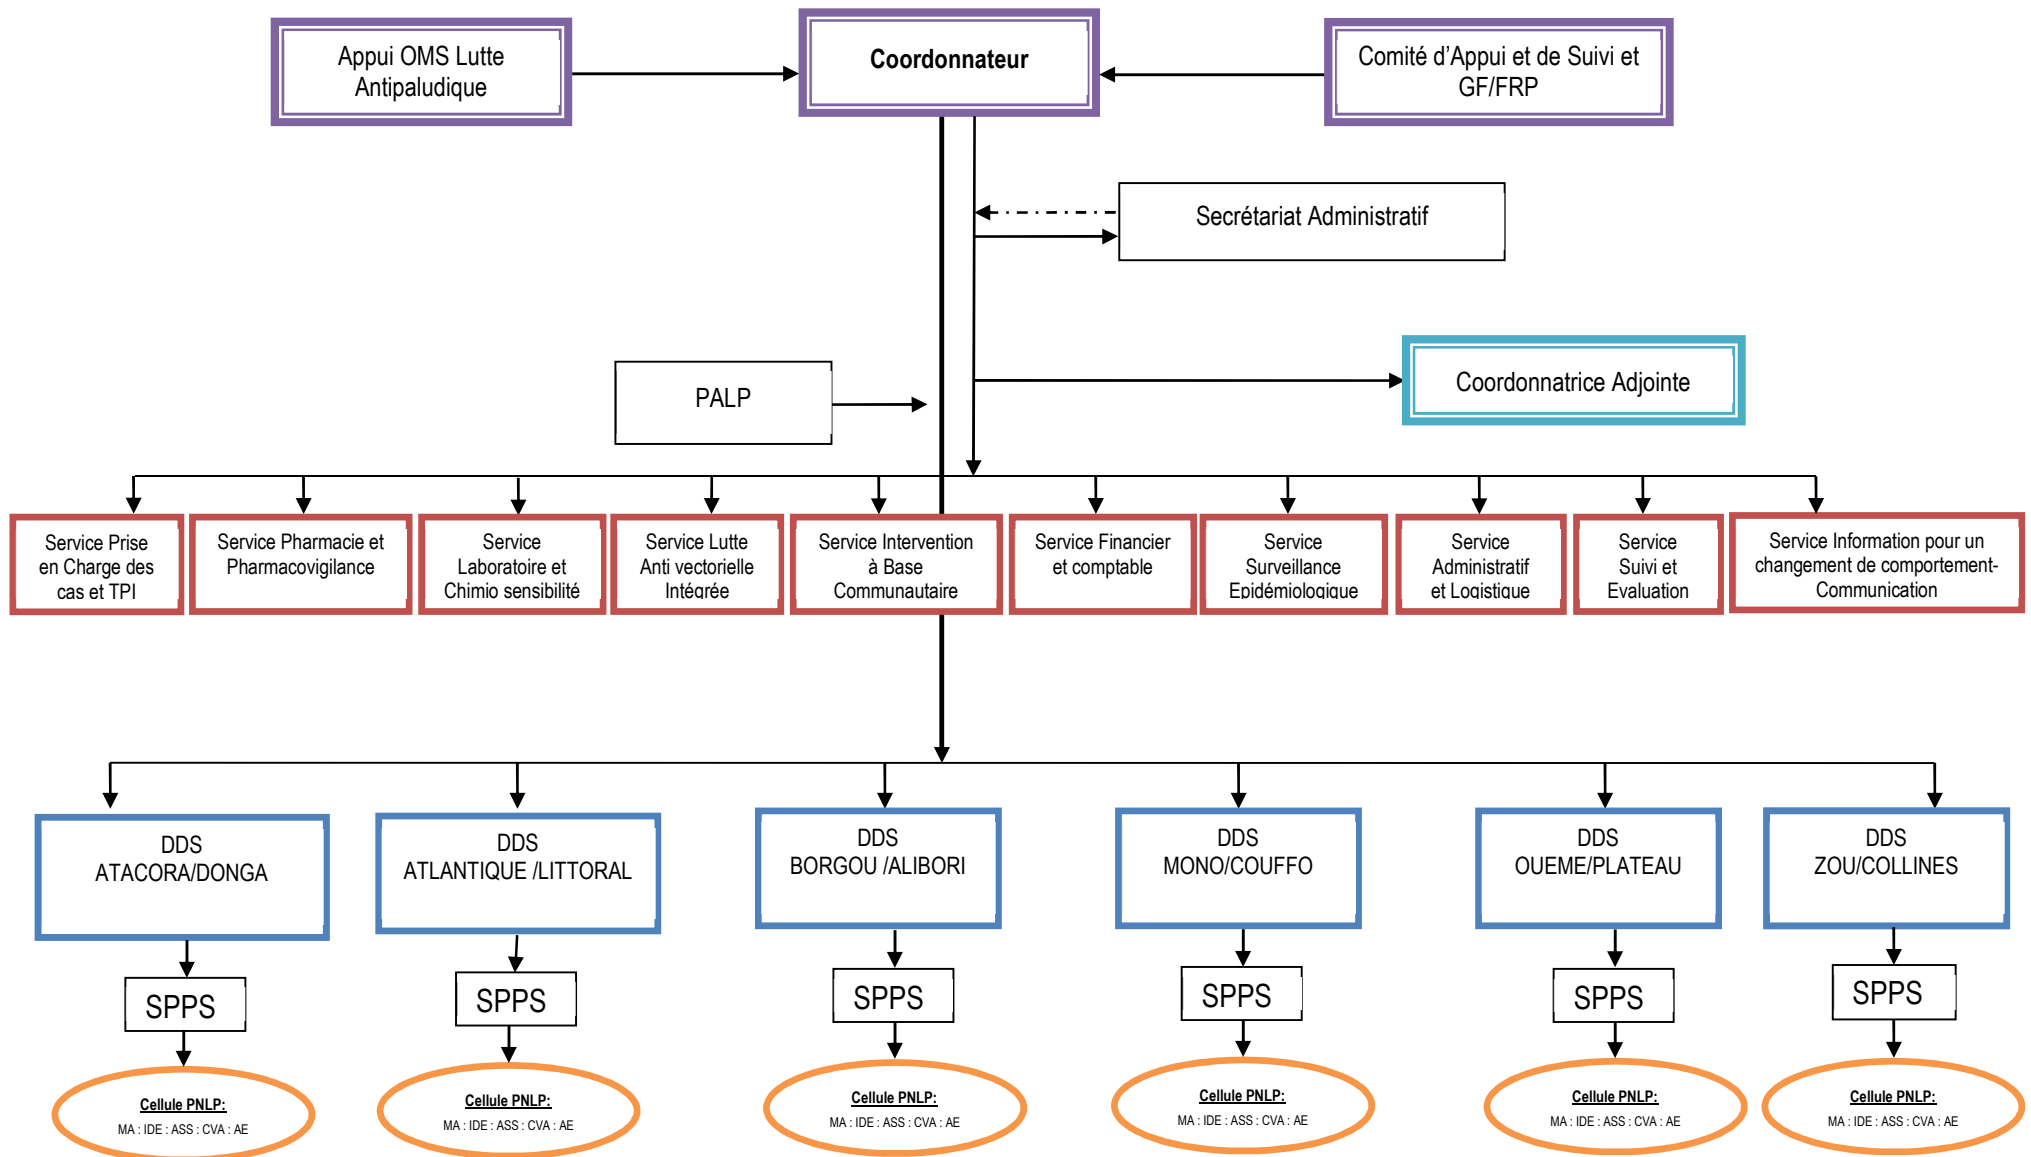 Appui OMS Lutte
Antipaludique
Coordonnateur
Comité d'Appui et de Suivi et
GF/FRP
Secrétariat Administratif
PALP
Coordonnatrice Adjointe
Service Prise
en Charge des
cas et TPI
Service Pharmacie et
Pharmacovigilance
Service
Laboratoire et
Chimio sensibilité
Service Lutte
Anti vectorielle
Intégrée
Service Intervention
à Base
Communautaire
Service Financier
et comptable
Service
Surveillance
Epidémiologique
Service
Administratif
et Logistique
Service
Suivi et
Evaluation
Service Information pour un
changement de comportement-
Communication
DDS
ATACORA/DONGA
DDS
ATLANTIQUE /LITTORAL
DDS
BORGOU /ALIBORI
DDS
MONO/COUFFO
DDS
OUEME/PLATEAU
DDS
ZOU/COLLINES
SPPS
SPPS
SPPS
SPPS
SPPS
SPPS
Cellule PNLP:
MA : IDE : ASS : CVA : AE
Cellule PNLP:
MA : IDE : ASS : CVA : AE
Cellule PNLP:
MA : IDE : ASS : CVA : AE
Cellule PNLP:
MA : IDE : ASS : CVA : AE
Cellule PNLP:
MA : IDE : ASS : CVA : AE
Cellule PNLP:
MA : IDE : ASS : CVA : AE